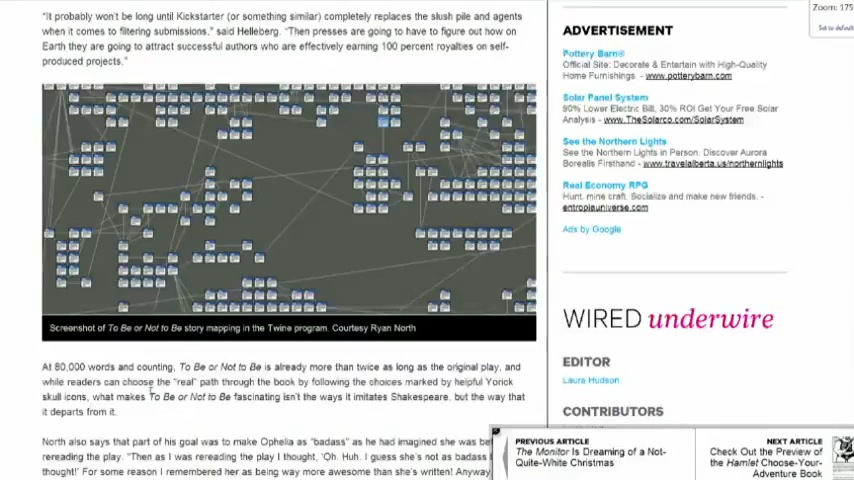 "It probably won't be long until Kickstarter (or something similar) completely replaces the slush pile and agents
when it comes to filtering submissions," said Helleberg. "Then presses are going to have to figure out how on
Earth they are going to attract successful authors who are effectively earning 100 percent royalties on self-
produced projects."
Screenshot of To Be or Not to Be story mapping in the Twine program. Courtesy Ryan North
At 80,000 words and counting, To Be or Not to Be is already more than twice as long as the original play, and
while readers can choose the "real" path through the book by following the choices marked by helpful Yorick
skull icons, what makes To Be or Not to Be fascinating isn't the ways it imitates Shakespeare, but the way that
it departs from it.
North also says that part of his goal was to make Ophelia as "badass" as he had imagined she was
rereading the play. "Then as I was rereading the play I thought, 'Oh. Huh. I guess she's not as badass
thought!' For some reason I remembered her as being way more awesome than she's written! Anyway,
Zoom: 175
Set to default
ADVERTISEMENT
Pottery Barn®
Official Site: Decorate & Entertain with High-Quality
Home Furnishings. - www.potterybarn.com
Solar Panel System
90% Lower Electric Bill, 30% ROI Get Your Free Solar
Analysis - www.TheSolarco.com/SolarSystem
See the Northern Lights
See the Northern Lights in Person. Discover Aurora
Borealis Firsthand - www.travelalberta.us/northernlights
Real Economy RPG
Hunt, mine craft. Socialize and make new friends. -
entropiauniverse.com
Ads by Google
WIRED underwire
EDITOR
Laura Hudson
CONTRIBUTORS
PREVIOUS ARTICLE
The Monitor Is Dreaming of a Not-
Quite-White Christmas
NEXT ARTICLE
Check Out the Preview of
the Hamlet Choose-Your-
Adventure Book